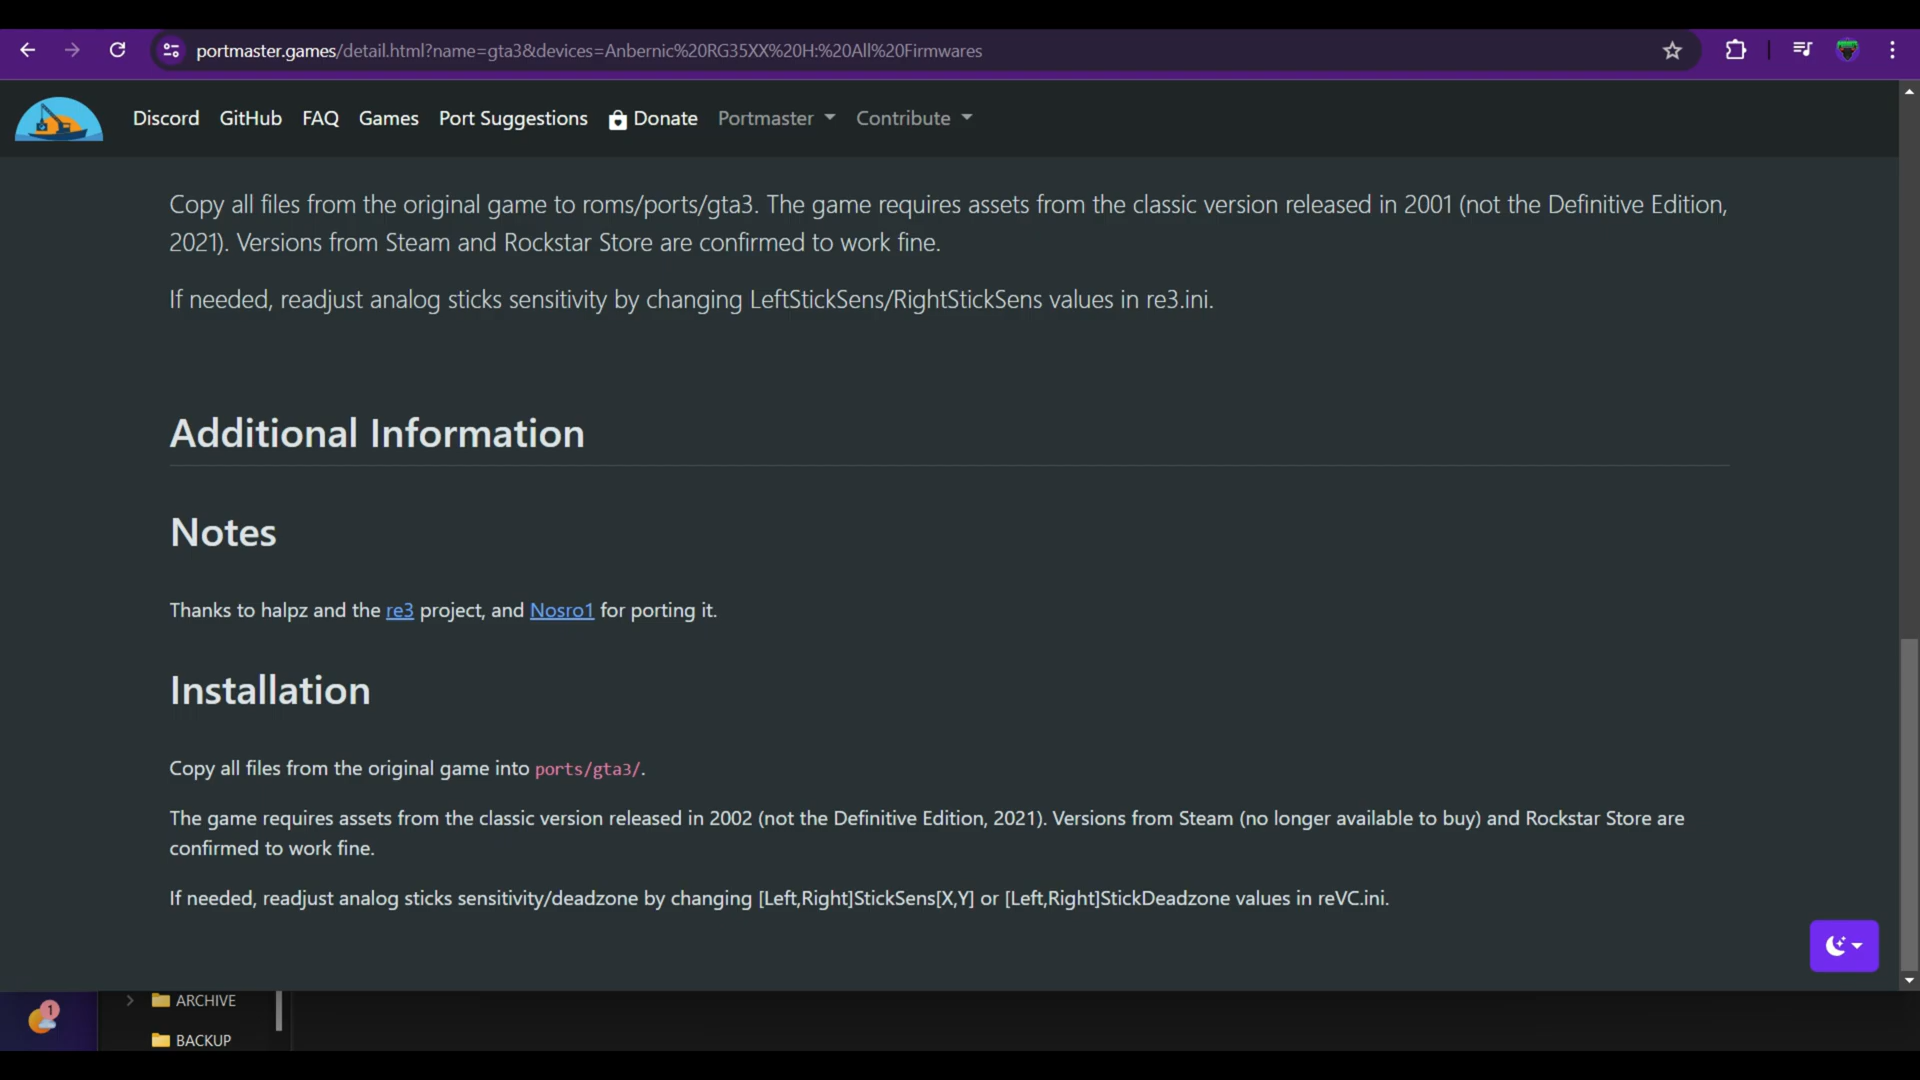 portmaster.games/detail.html?name=gta3&devices=Anbernic%20RG35XX%20H:%20All%20Firmwares
Discord GitHub FAQ Games Port Suggestions Donate Portmaster Contribute
Copy all files from the original game to roms/ports/gta3. The game requires assets from the classic version released in 2001 (not the Definitive Edition,
2021). Versions from Steam and Rockstar Store are confirmed to work fine.
If needed, readjust analog sticks sensitivity by changing LeftStickSens/RightStickSens values in re3.ini.
Additional Information
Notes
Thanks to halpz and the re3 project, and Nosro1 for porting it.
Installation
Copy all files from the original game into ports/gta3/.
The game requires assets from the classic version released in 2002 (not the Definitive Edition, 2021). Versions from Steam (no longer available to buy) and Rockstar Store are
confirmed to work fine.
If needed, readjust analog sticks sensitivity/deadzone by changing [Left,Right]StickSens[X,Y] or [Left,Right]StickDeadzone values in reVC.ini.
1
ARCHIVE
BACKUP